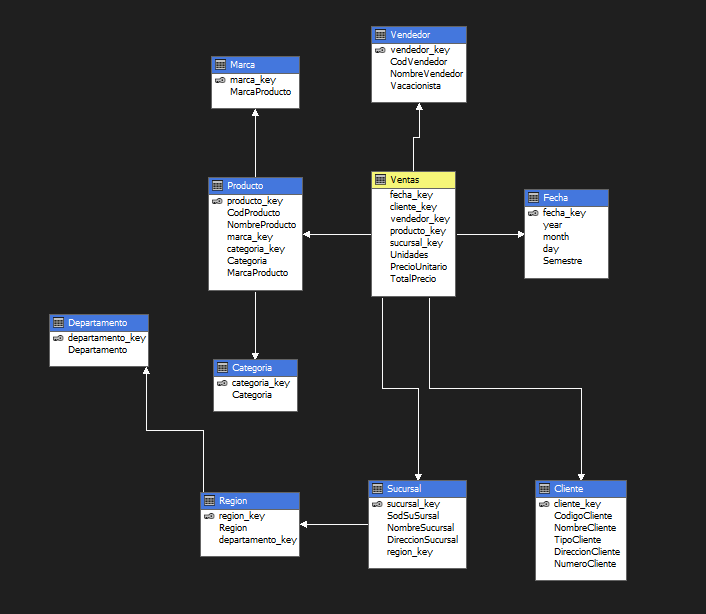 Vendedor
vendedor_key
CodVendedor
NombreVendedor
Vacacionista
Marca
marca_key
MarcaProducto
Producto
producto_key
CodProducto
NombreProducto
marca_key
categoria_key
Categoria
MarcaProducto
Ventas
fecha_key
cliente_key
vendedor_key
producto_key
sucursal_key
Unidades
PrecioUnitario
TotalPrecio
Fecha
fecha_key
year
month
day
Semestre
Departamento
departamento_key
Departamento
Categoria
categoria_key
Categoria
Region
region_key
Region
departamento_key
Sucursal
sucursal_key
SodSuSursal
NombreSucursal
DireccionSucursal
region_key
Cliente
cliente_key
CodigoCliente
NombreCliente
TipoCliente
DireccionCliente
NumeroCliente